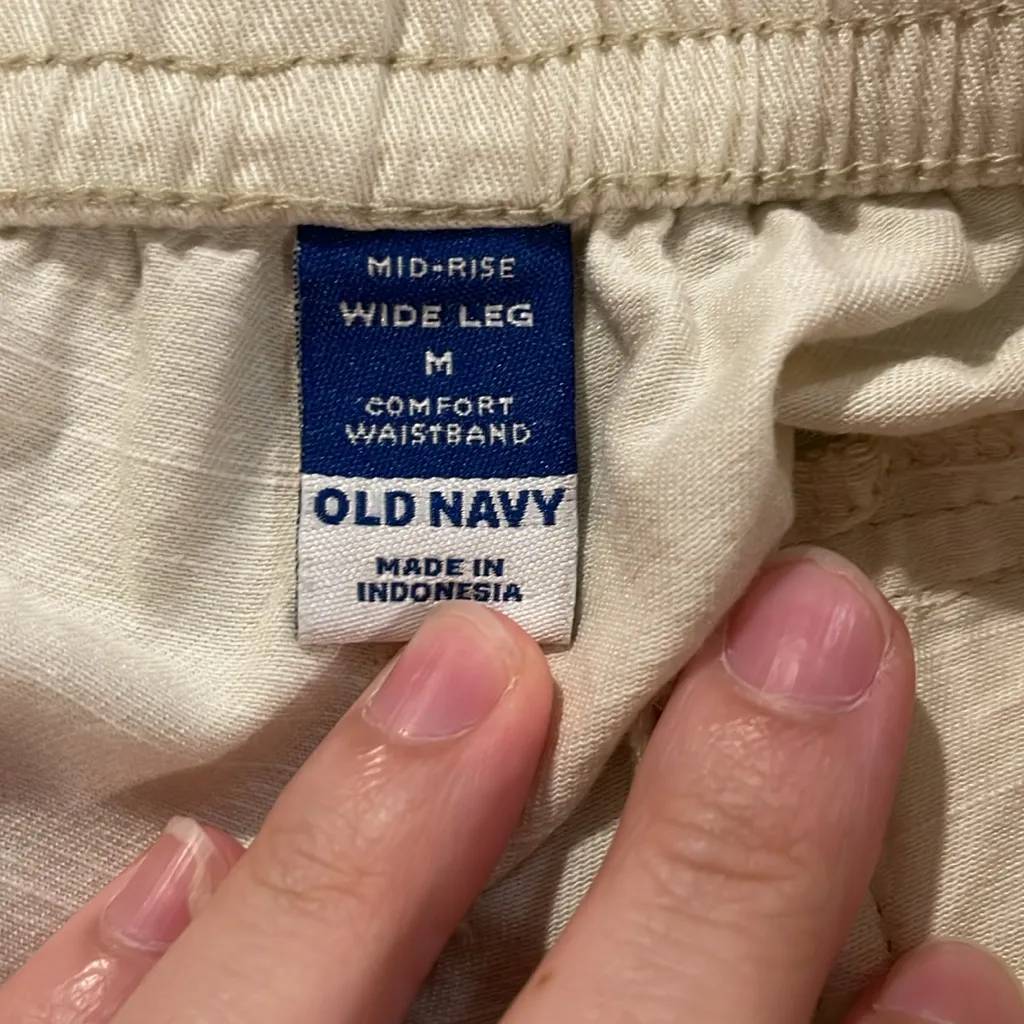 MID-RISE
WIDE LEG
M
COMFORT
WAISTBAND
OLD NAVY
MADE IN
INDONESIA